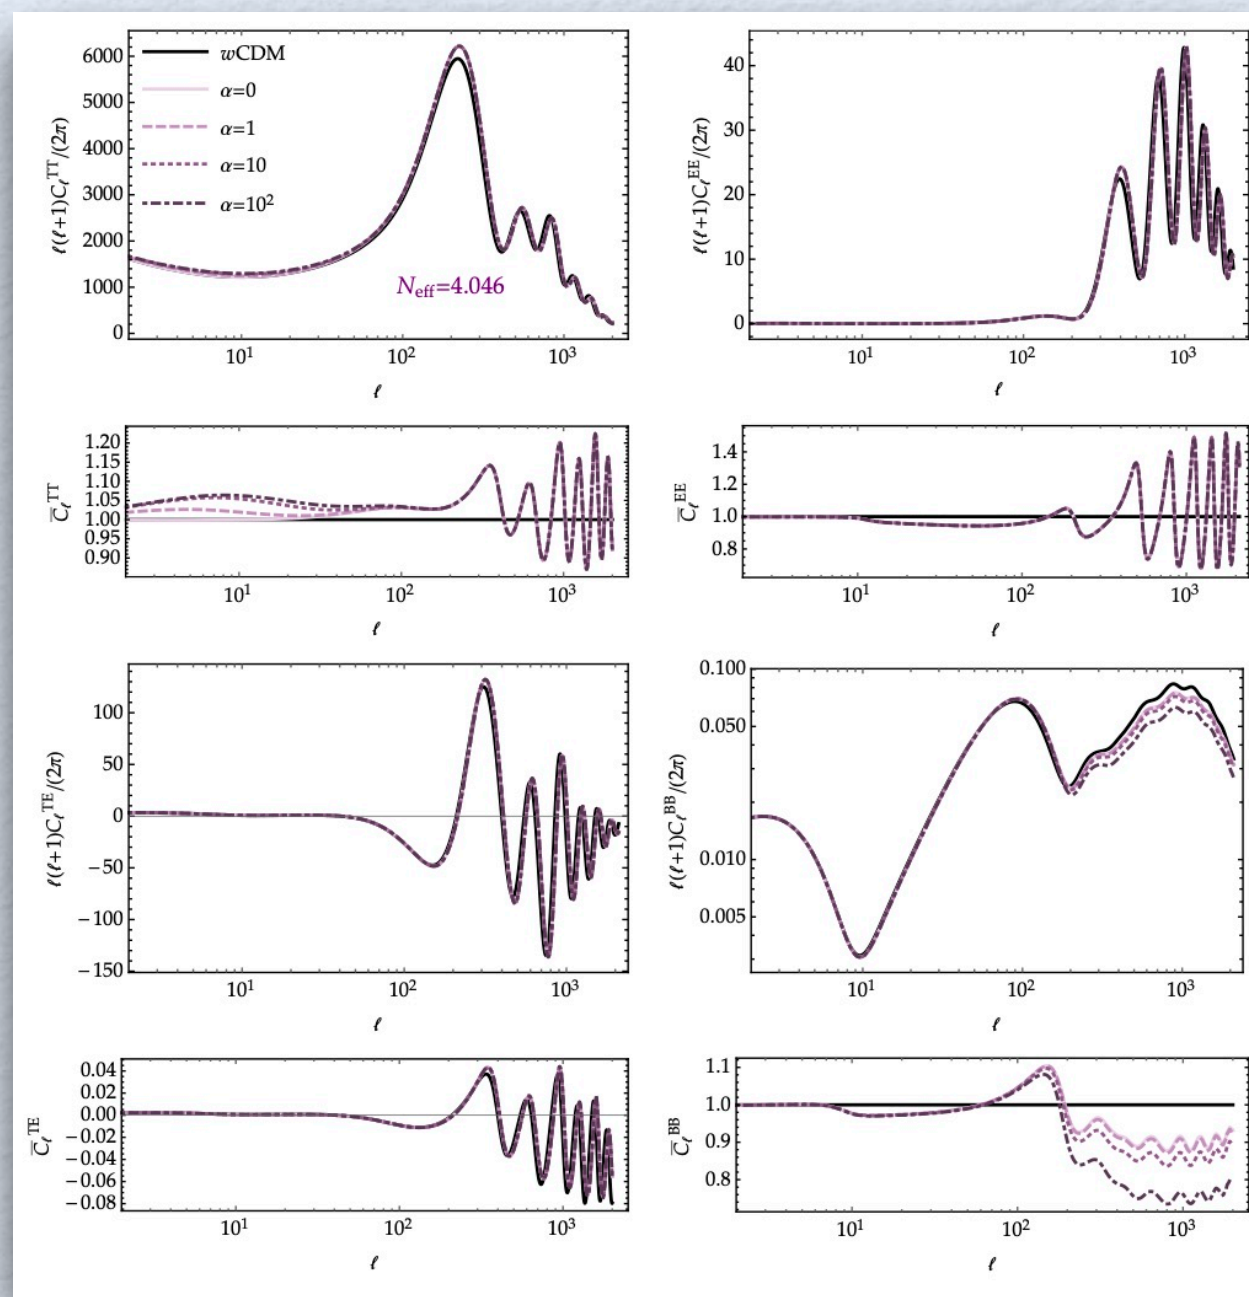 wCDM
α=0
α=1
α=10
α=10²
N_eff=4.046
ℓ(ℓ+1)C_ℓ^TT/(2π)
6000
5000
4000
3000
2000
1000
0
10¹ 10² 10³
ℓ
ℓ(ℓ+1)C_ℓ^EE/(2π)
40
30
20
10
0
10¹ 10² 10³
ℓ
C̅_ℓ^TT
1.20
1.15
1.10
1.05
1.00
0.95
0.90
10¹ 10² 10³
ℓ
C̅_ℓ^EE
1.4
1.2
1.0
0.8
10¹ 10² 10³
ℓ
ℓ(ℓ+1)C_ℓ^TE/(2π)
100
50
0
−50
−100
−150
10¹ 10² 10³
ℓ
ℓ(ℓ+1)C_ℓ^BB/(2π)
0.100
0.050
0.010
0.005
10¹ 10² 10³
ℓ
C̅_ℓ^TE
0.04
0.02
0.00
−0.02
−0.04
−0.06
−0.08
10¹ 10² 10³
ℓ
C̅_ℓ^BB
1.1
1.0
0.9
0.8
10¹ 10² 10³
ℓ